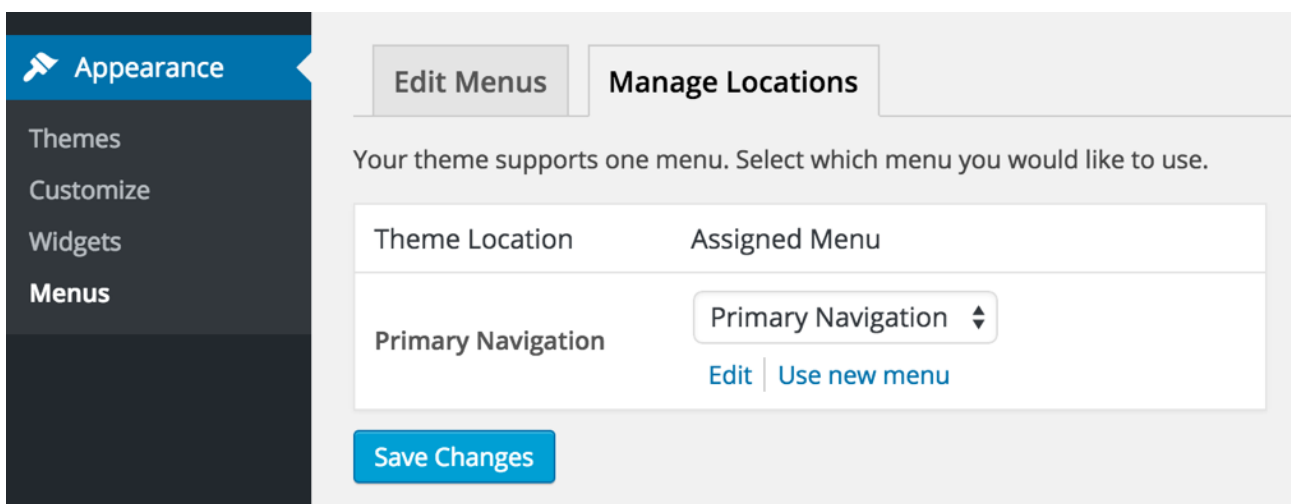 Appearance
Themes
Customize
Widgets
Menus
Edit Menus
Manage Locations
Your theme supports one menu. Select which menu you would like to use.
Theme Location Assigned Menu
Primary Navigation
Primary Navigation
Edit Use new menu
Save Changes